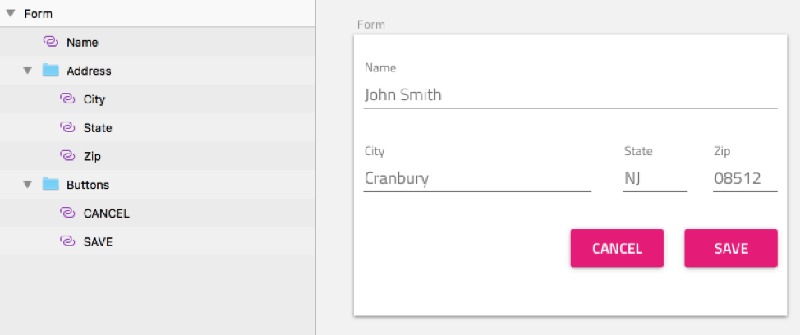 Form
Name
Address
City
State
Zip
Buttons
CANCEL
SAVE
Form
Name
John Smith
City State Zip
Cranbury NJ 08512
CANCEL SAVE